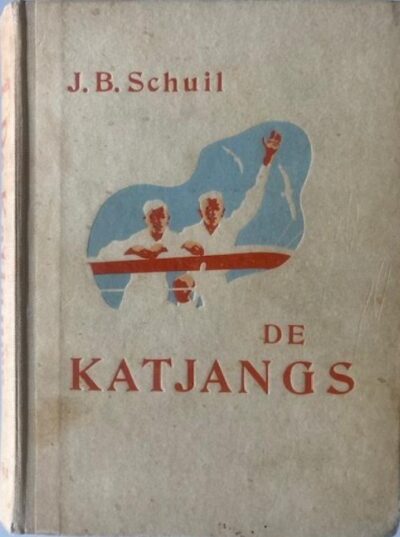 J. B. Schuil
DE
KATJANGS